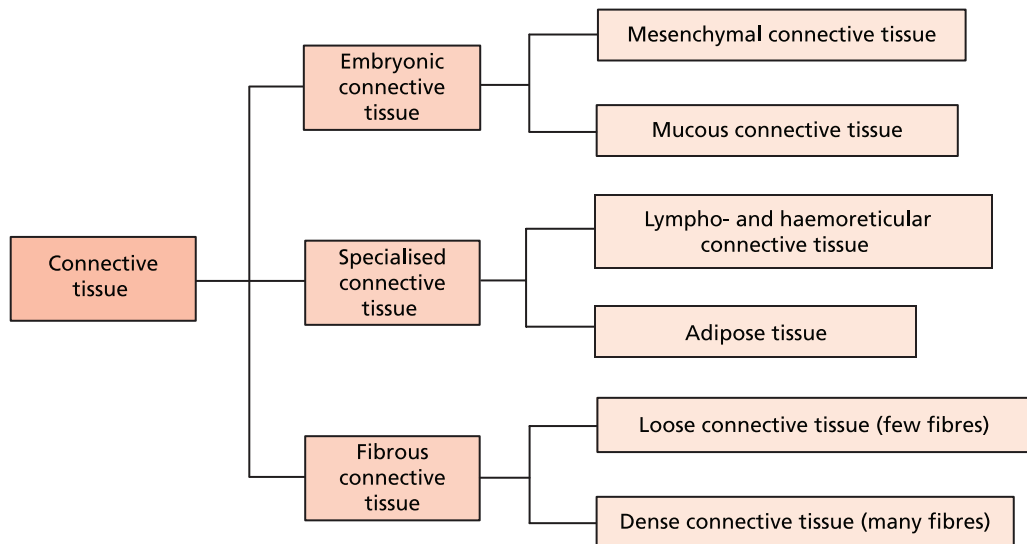 Connective
tissue
Embryonic
connective
tissue
Mesenchymal connective tissue
Mucous connective tissue
Specialised
connective
tissue
Lympho- and haemoreticular
connective tissue
Adipose tissue
Fibrous
connective
tissue
Loose connective tissue (few fibres)
Dense connective tissue (many fibres)